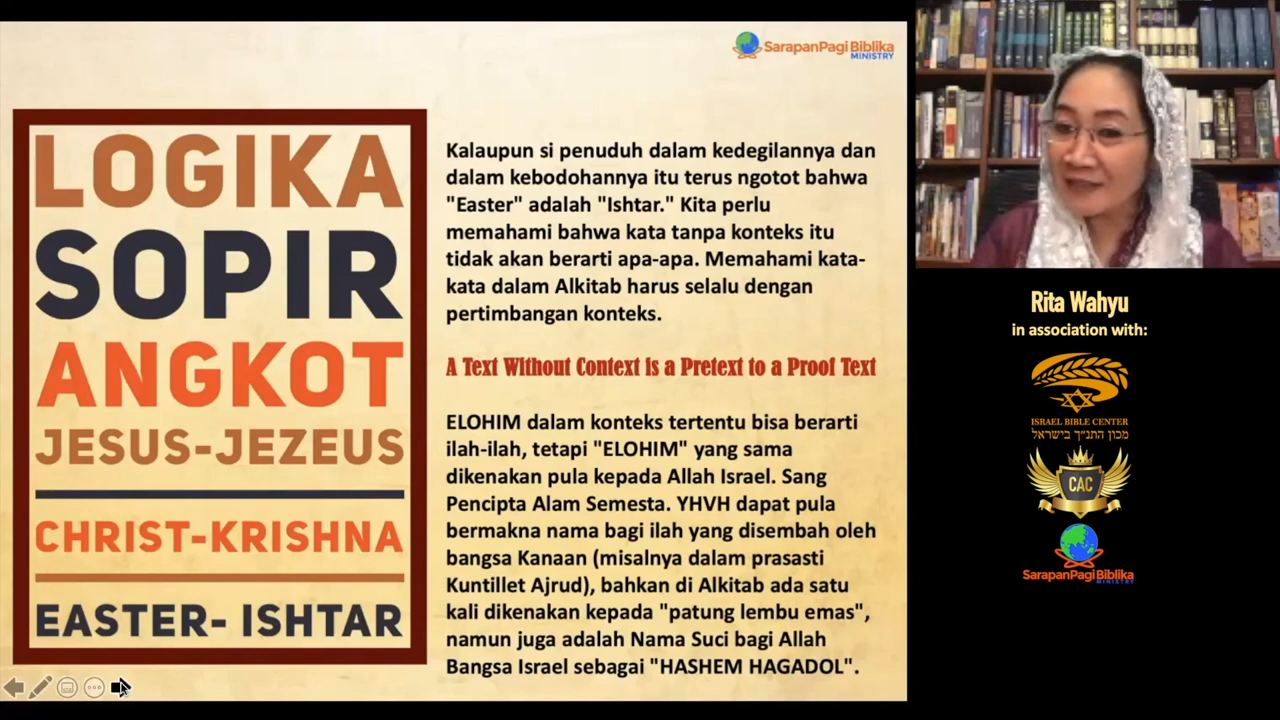 SarapanPagi Biblika
MINISTRY
LOGIKA
SOPIR
ANGKOT
JESUS-JEZEUS
CHRIST-KRISHNA
EASTER- ISHTAR
Kalaupun si penuduh dalam kedegilannya dan
dalam kebodohannya itu terus ngotot bahwa
"Easter" adalah "Ishtar." Kita perlu
memahami bahwa kata tanpa konteks itu
tidak akan berarti apa-apa. Memahami kata-
kata dalam Alkitab harus selalu dengan
pertimbangan konteks.
A Text Without Context Is a Pretext to a Proof Text
ELOHIM dalam konteks tertentu bisa berarti
ilah-ilah, tetapi "ELOHIM" yang sama
dikenakan pula kepada Allah Israel. Sang
Pencipta Alam Semesta. YHVH dapat pula
bermakna nama bagi ilah yang disembah oleh
bangsa Kanaan (misalnya dalam prasasti
Kuntillet Ajrud), bahkan di Alkitab ada satu
kali dikenakan kepada "patung lembu emas",
namun juga adalah Nama Suci bagi Allah
Bangsa Israel sebagai "HASHEM HAGADOL".
Rita Wahyu
in association with:
ISRAEL BIBLE CENTER
מכון התנ״ך בישראל
CAC
SarapanPagi Biblika